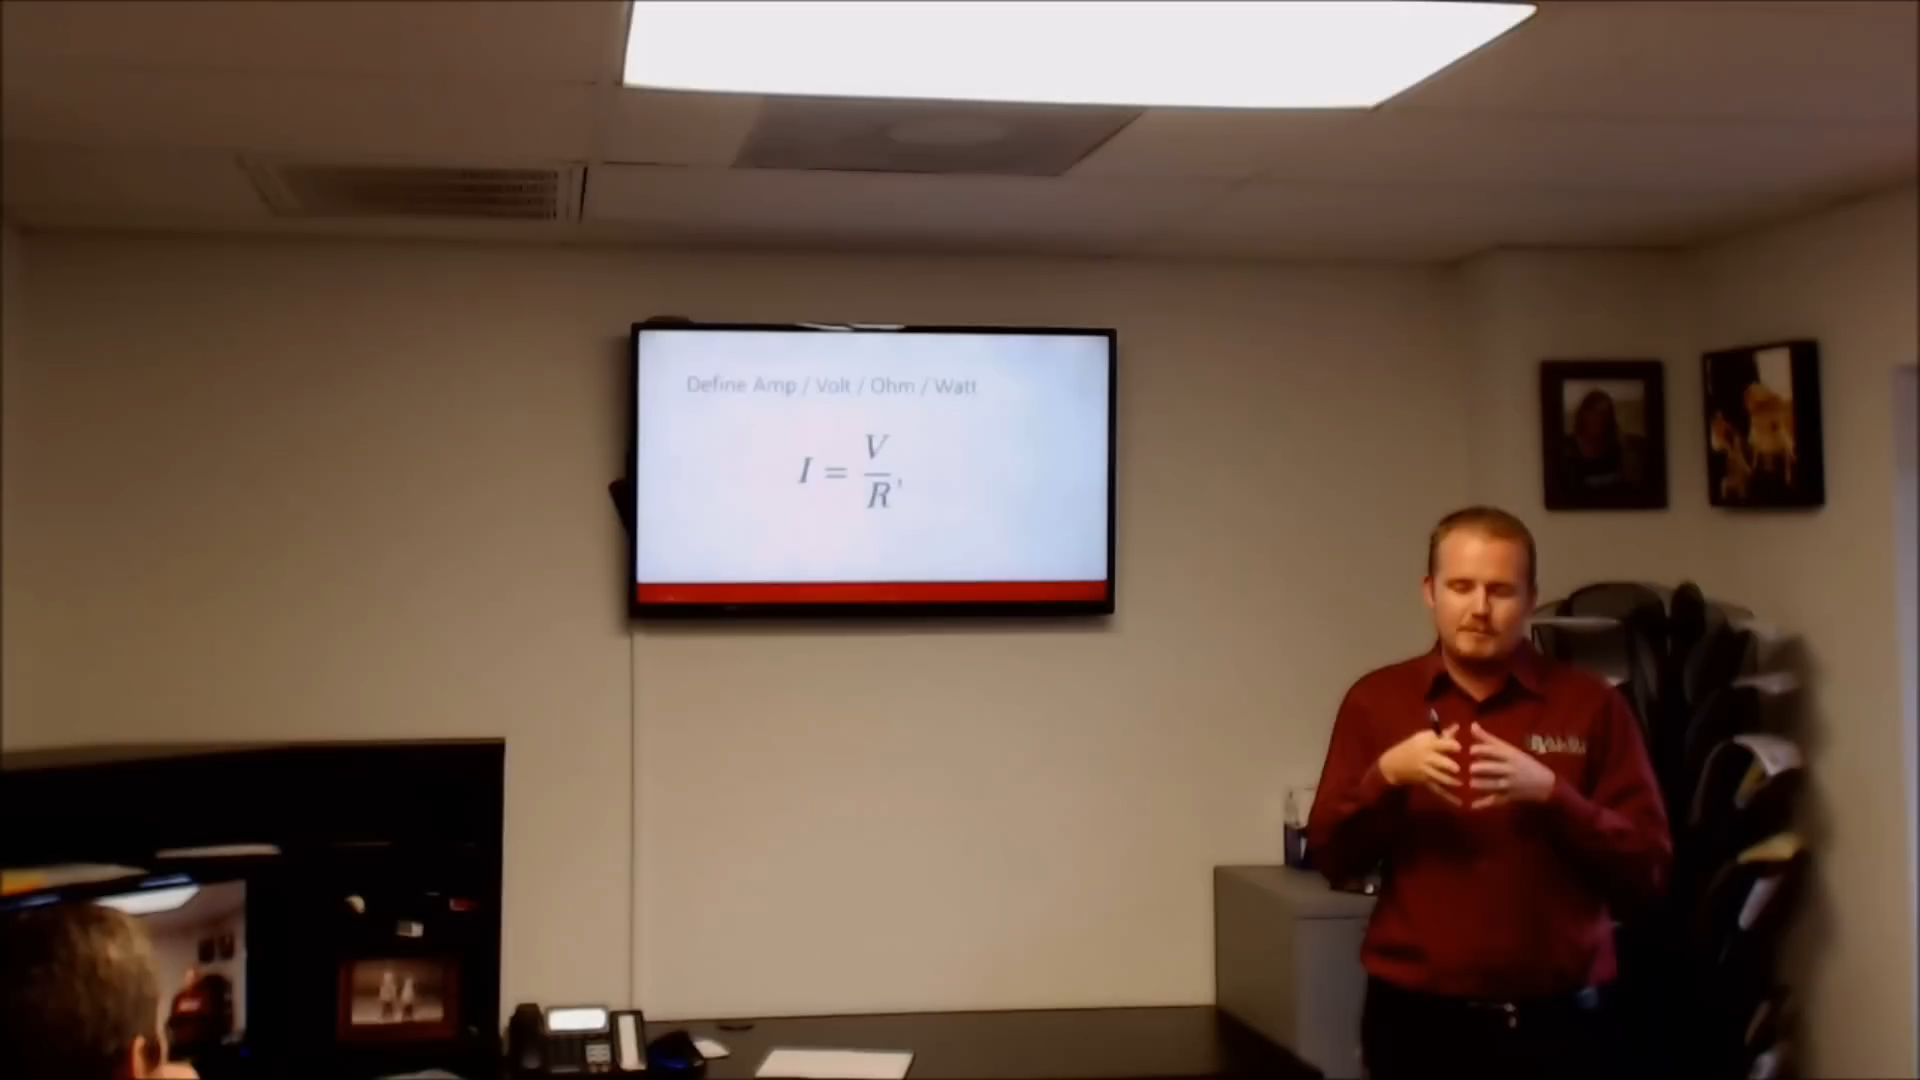 Define Amp / Volt / Ohm / Watt
I = V/R,